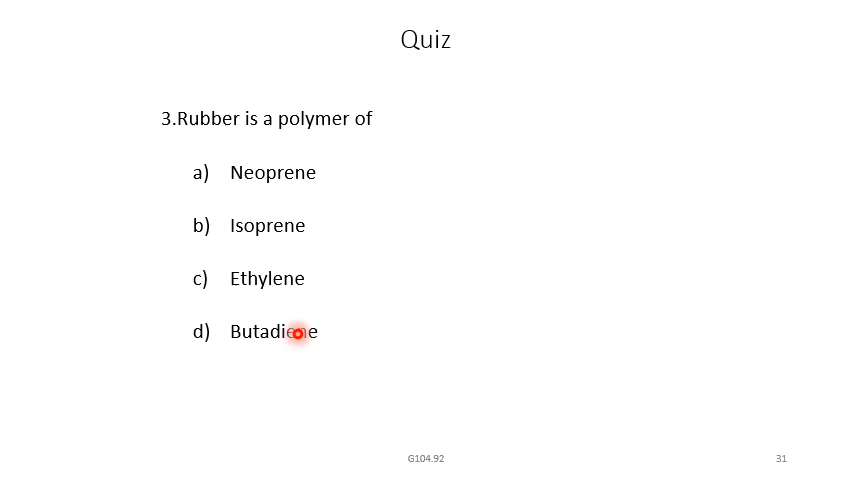 Quiz
3.Rubber is a polymer of
a) Neoprene
b) Isoprene
c) Ethylene
d) Butadiene
G104.92
31